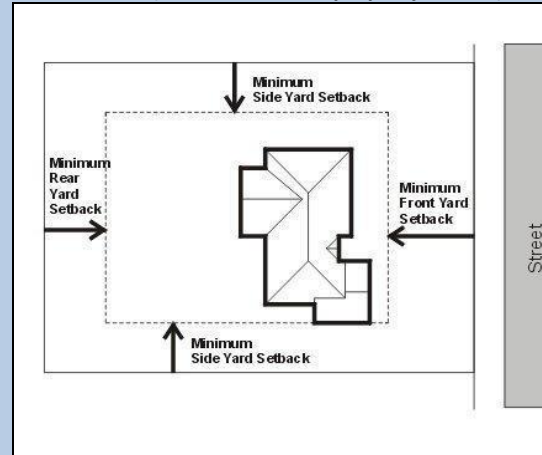 Minimum
Side Yard Setback
Minimum
Rear
Yard
Setback
Minimum
Front Yard
Setback
Street
Minimum
Side Yard Setback